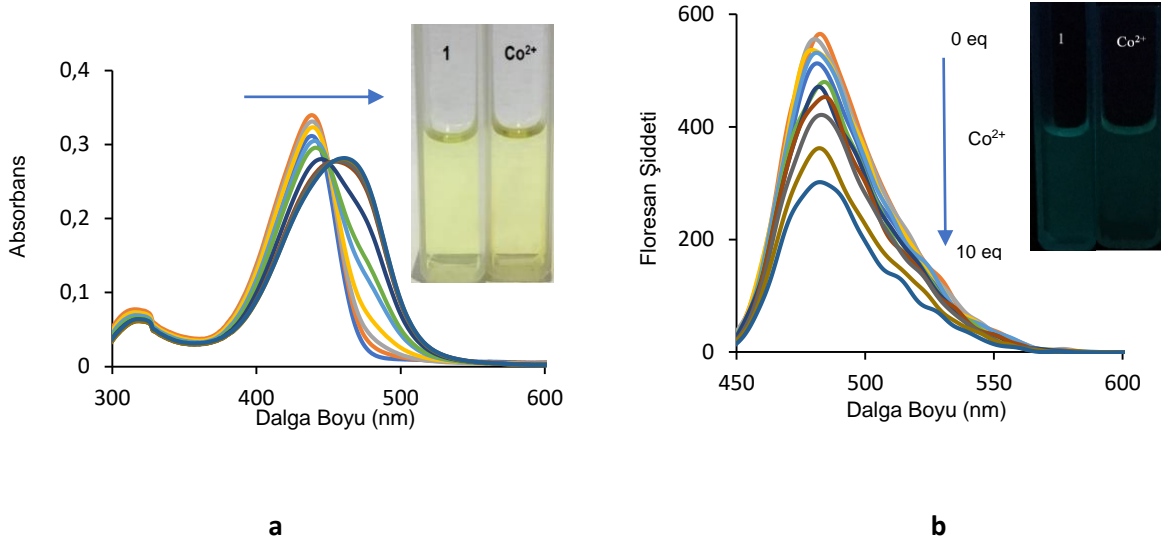 0,4
0,3
0,2
0,1
0
300
400
500
600
Absorbans
Dalga Boyu (nm)
1
Co²⁺
a
600
400
200
0
450
500
550
600
Floresan Şiddeti
Dalga Boyu (nm)
0 eq
Co²⁺
10 eq
1
Co²⁺
b